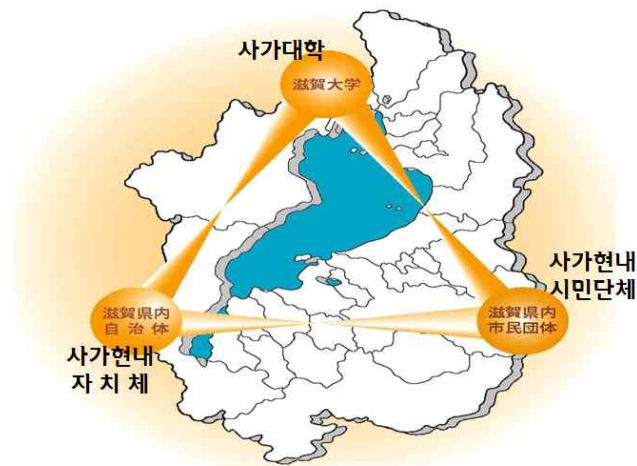 사가대학
滋賀大学
사가현내
시민단체
滋賀県内
自治体
滋賀県内
市民団体
사가현내
자 치 체